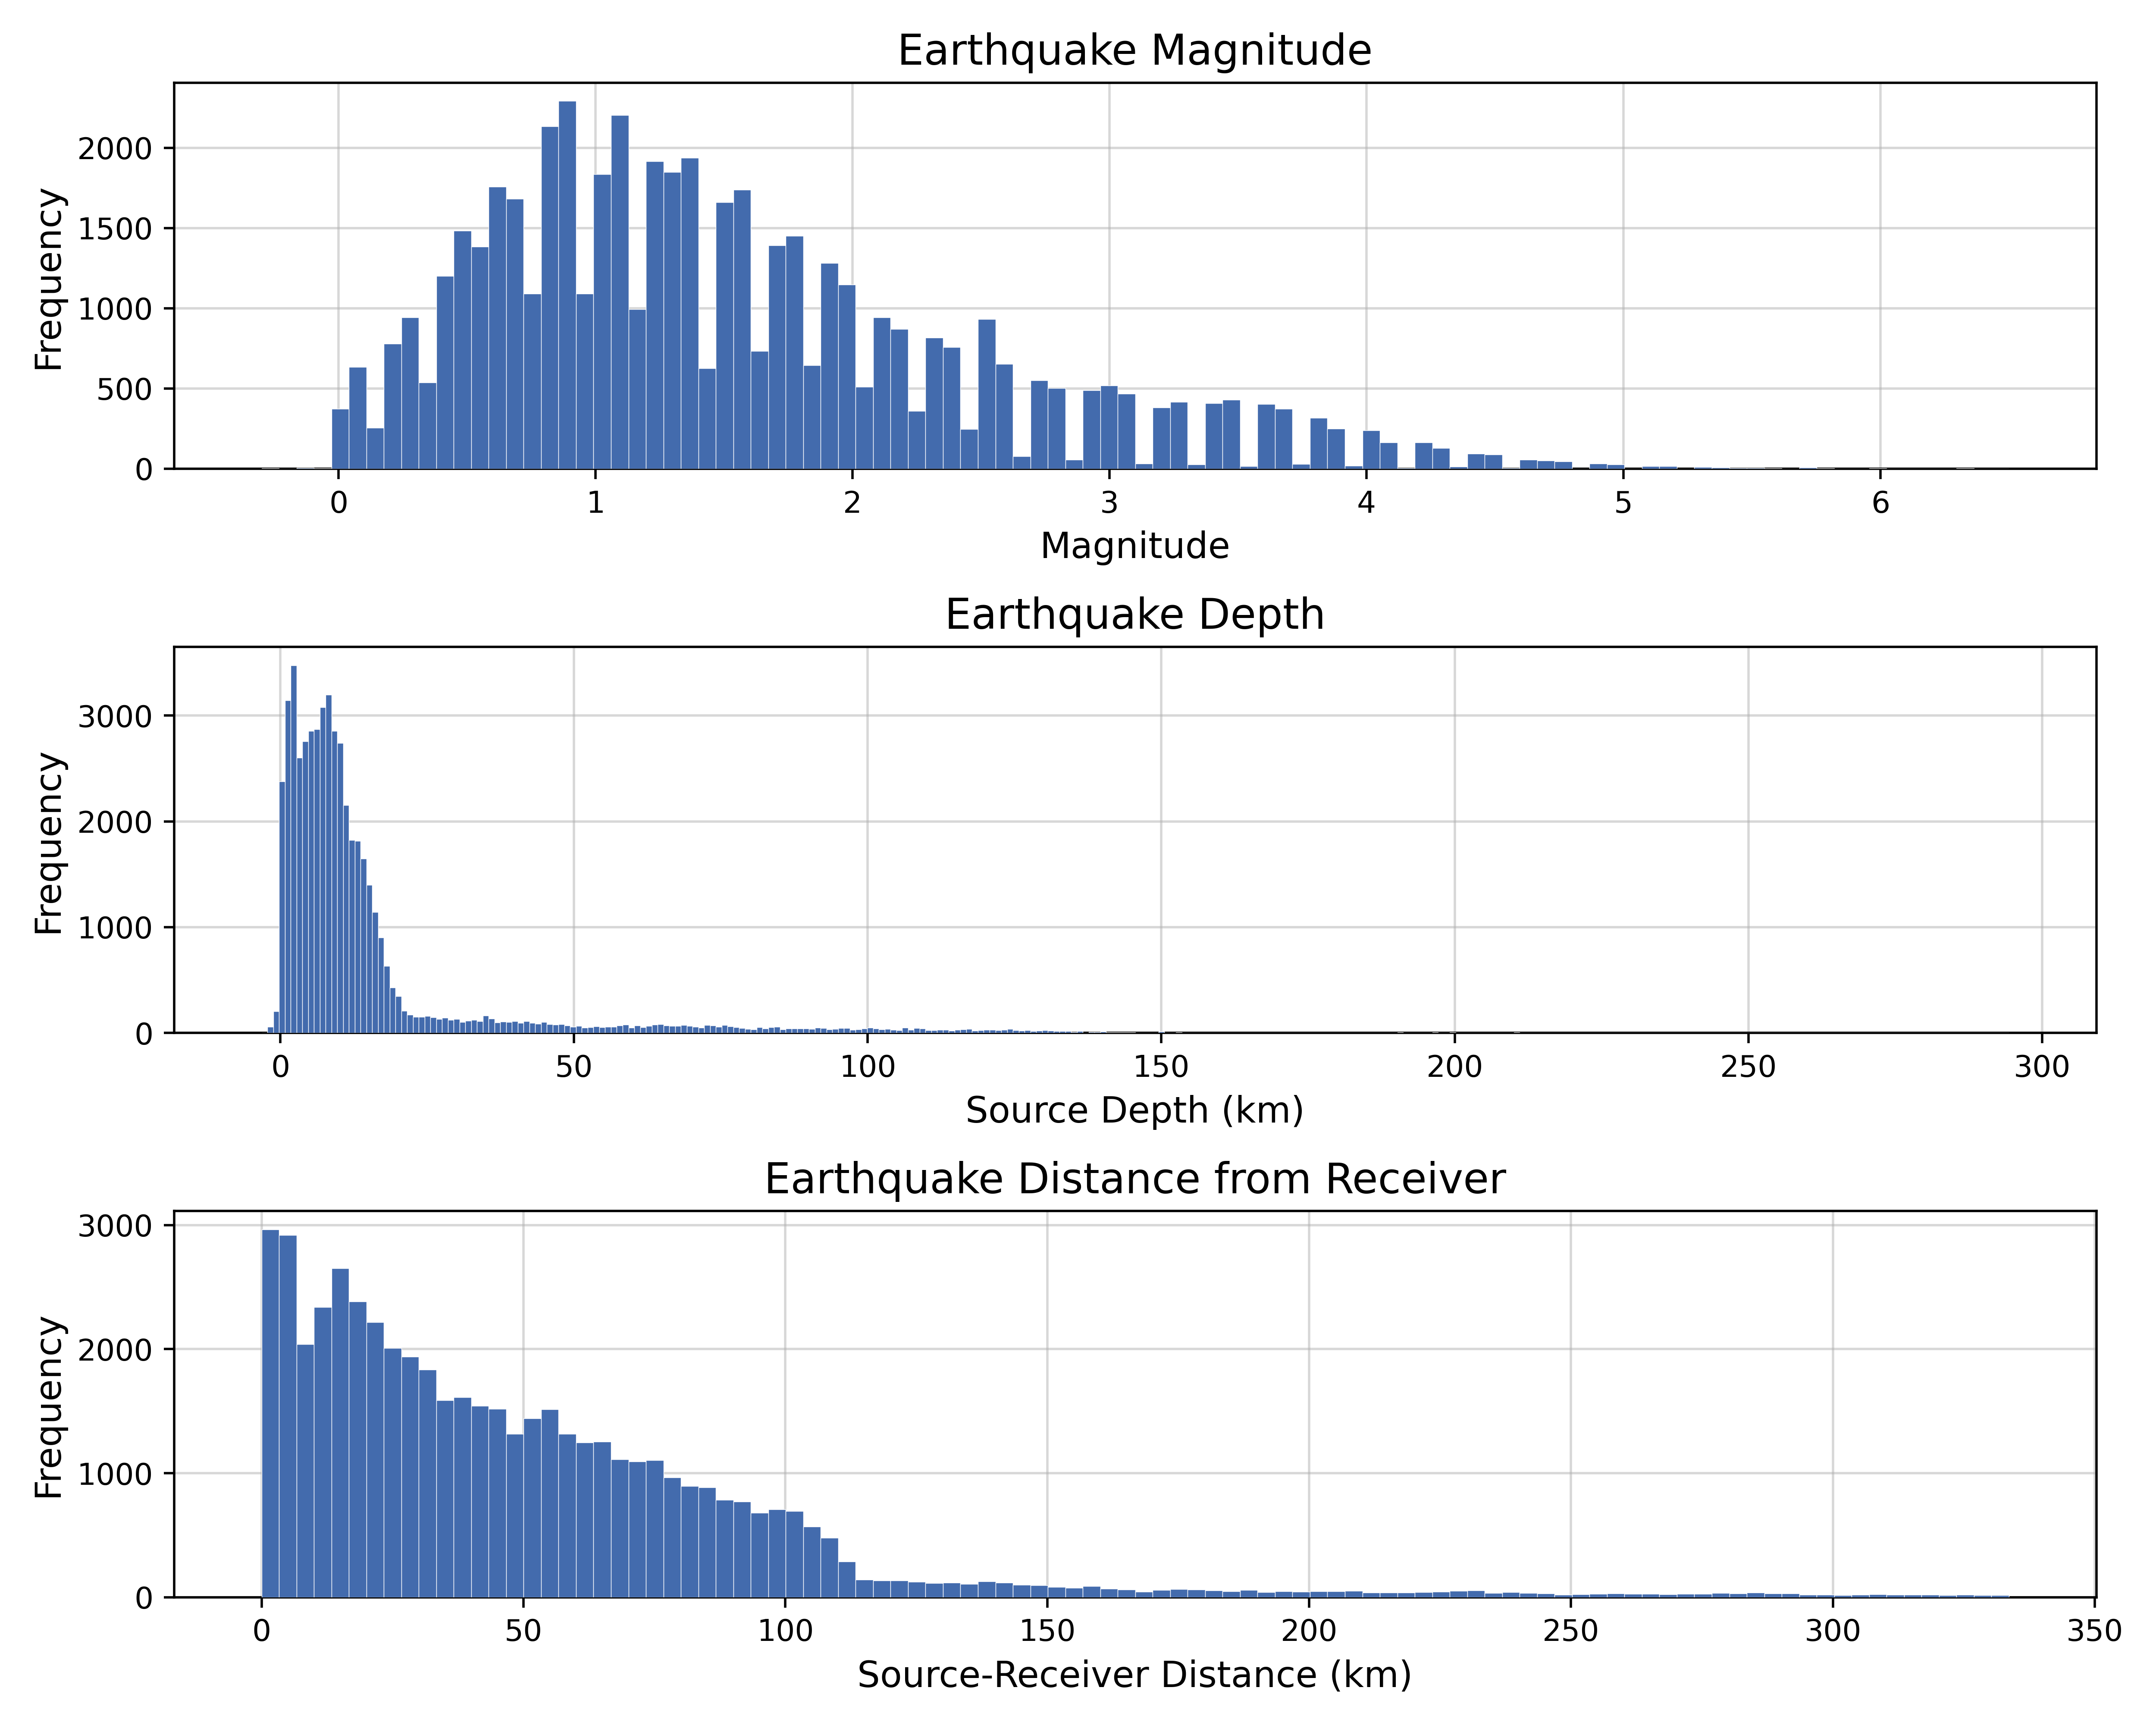 Earthquake Magnitude
Frequency
2000
1500
1000
500
0
0 1 2 3 4 5 6
Magnitude
Earthquake Depth
Frequency
3000
2000
1000
0
0 50 100 150 200 250 300
Source Depth (km)
Earthquake Distance from Receiver
Frequency
3000
2000
1000
0
0 50 100 150 200 250 300 350
Source-Receiver Distance (km)